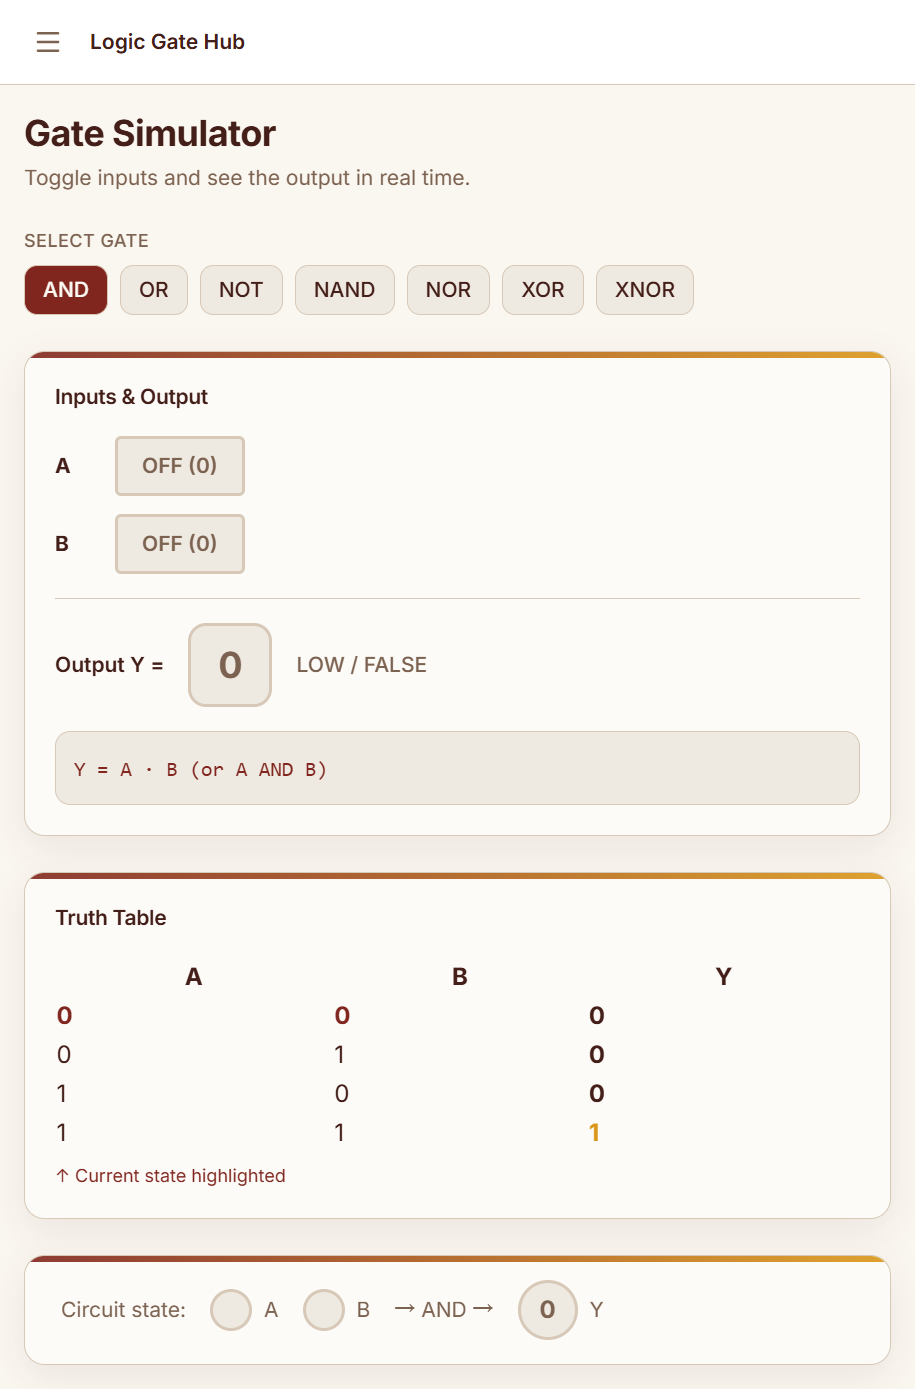 Logic Gate Hub
Gate Simulator
Toggle inputs and see the output in real time.
SELECT GATE
AND OR NOT NAND NOR XOR XNOR
Inputs & Output
A OFF (0)
B OFF (0)
Output Y = 0 LOW / FALSE
Y = A · B (or A AND B)
Truth Table
A B Y
0 0 0
0 1 0
1 0 0
1 1 1
↑ Current state highlighted
Circuit state: A B → AND → 0 Y